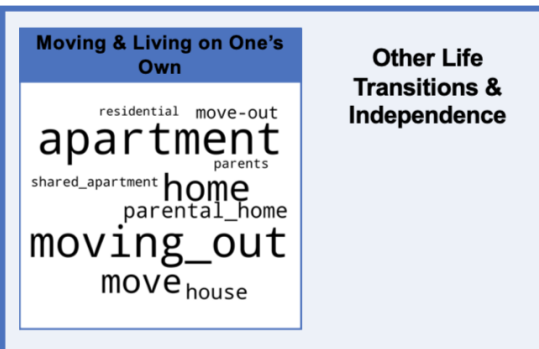 Moving & Living on One's
Own
residential move-out
apartment
parents
shared_apartment home
parental_home
moving_out
move house
Other Life
Transitions &
Independence